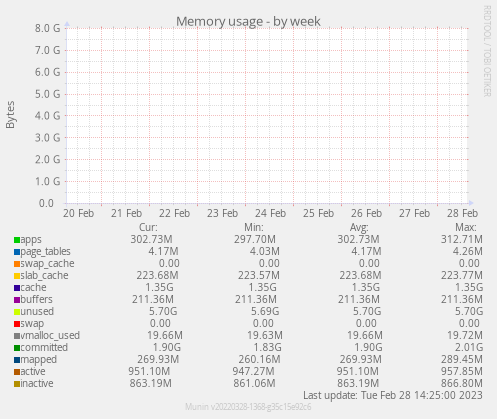 Memory usage - by week
RRDTOOL / TOBI OETIKER
Bytes
8.0 G
7.0 G
6.0 G
5.0 G
4.0 G
3.0 G
2.0 G
1.0 G
0.0
20 Feb 21 Feb 22 Feb 23 Feb 24 Feb 25 Feb 26 Feb 27 Feb 28 Feb
Cur: Min: Avg: Max:
apps 302.73M 297.70M 302.73M 312.71M
page_tables 4.17M 4.03M 4.17M 4.26M
swap_cache 0.00 0.00 0.00 0.00
slab_cache 223.68M 223.57M 223.68M 223.77M
cache 1.35G 1.35G 1.35G 1.35G
buffers 211.36M 211.36M 211.36M 211.36M
unused 5.70G 5.69G 5.70G 5.70G
swap 0.00 0.00 0.00 0.00
vmalloc_used 19.66M 19.63M 19.66M 19.72M
committed 1.90G 1.83G 1.90G 2.01G
mapped 269.93M 260.16M 269.93M 289.45M
active 951.10M 947.27M 951.10M 957.85M
inactive 863.19M 861.06M 863.19M 866.80M
Last update: Tue Feb 28 14:25:00 2023
Munin v20220328-1368-g35c15e92c6